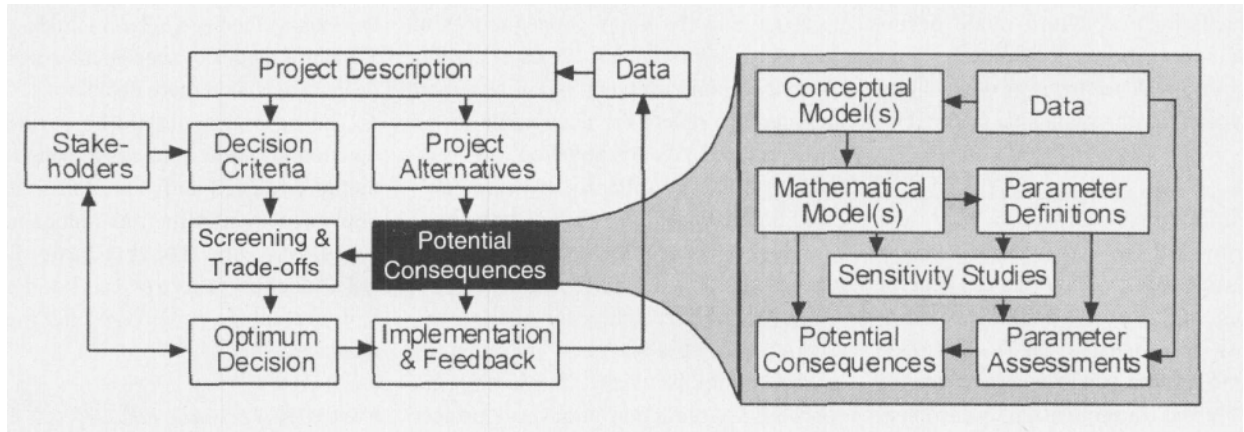 Project Description
Data
Stake-
holders
Decision
Criteria
Project
Alternatives
Screening &
Trade-offs
Potential
Consequences
Optimum
Decision
Implementation
& Feedback
Conceptual
Model(s)
Data
Mathematical
Model(s)
Parameter
Definitions
Sensitivity Studies
Potential
Consequences
Parameter
Assessments